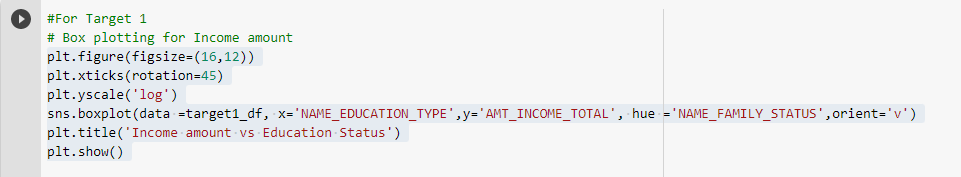 #For Target 1
# Box plotting for Income amount
plt.figure(figsize=(16,12))
plt.xticks(rotation=45)
plt.yscale('log')
sns.boxplot(data =target1_df, x='NAME_EDUCATION_TYPE',y='AMT_INCOME_TOTAL', hue ='NAME_FAMILY_STATUS',orient='v')
plt.title('Income amount vs Education Status')
plt.show()